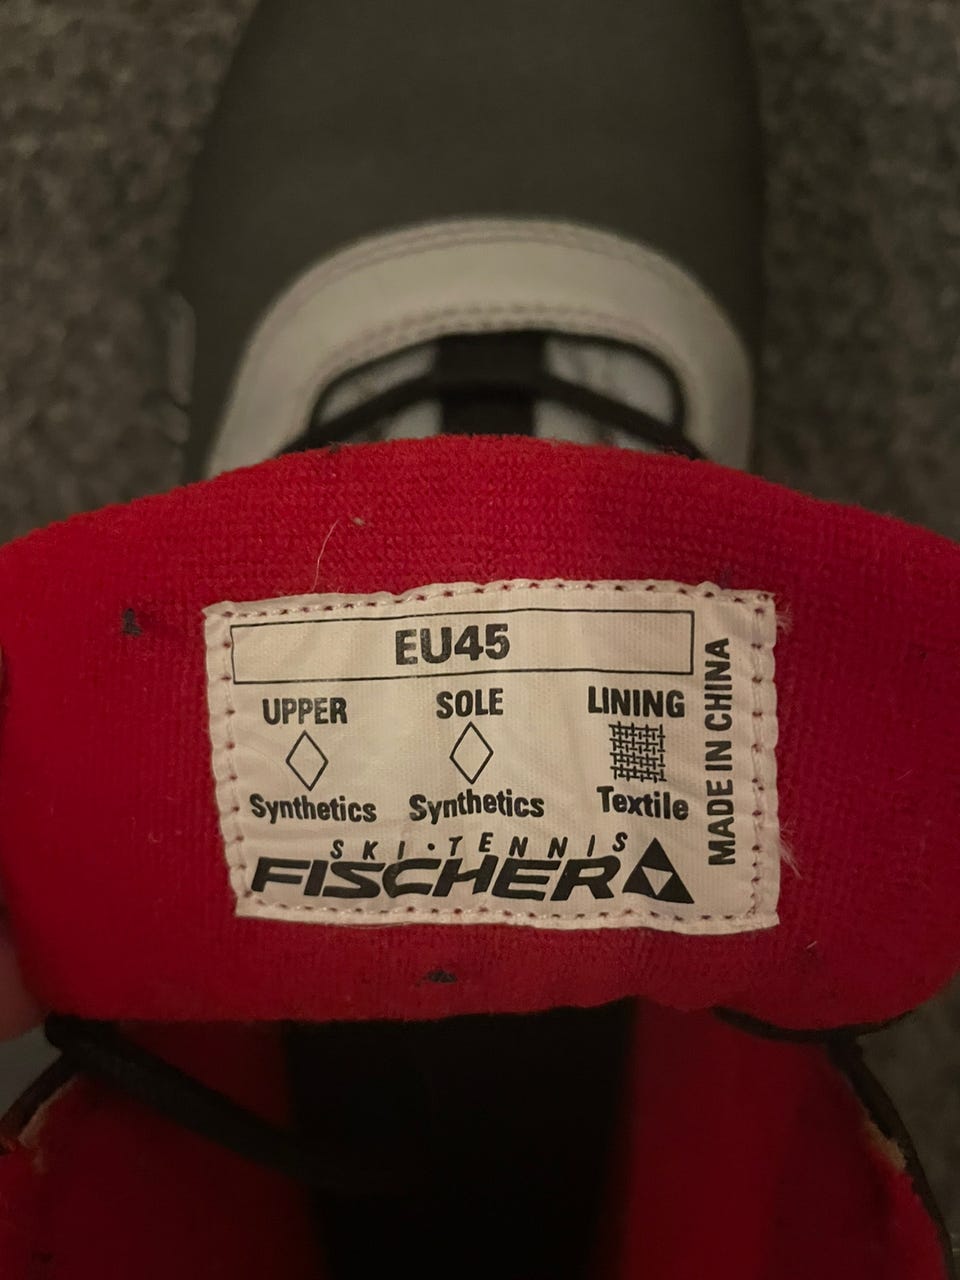 EU45
UPPER SOLE LINING
Synthetics Synthetics Textile
SKI•TENNIS
FISCHER
MADE IN CHINA